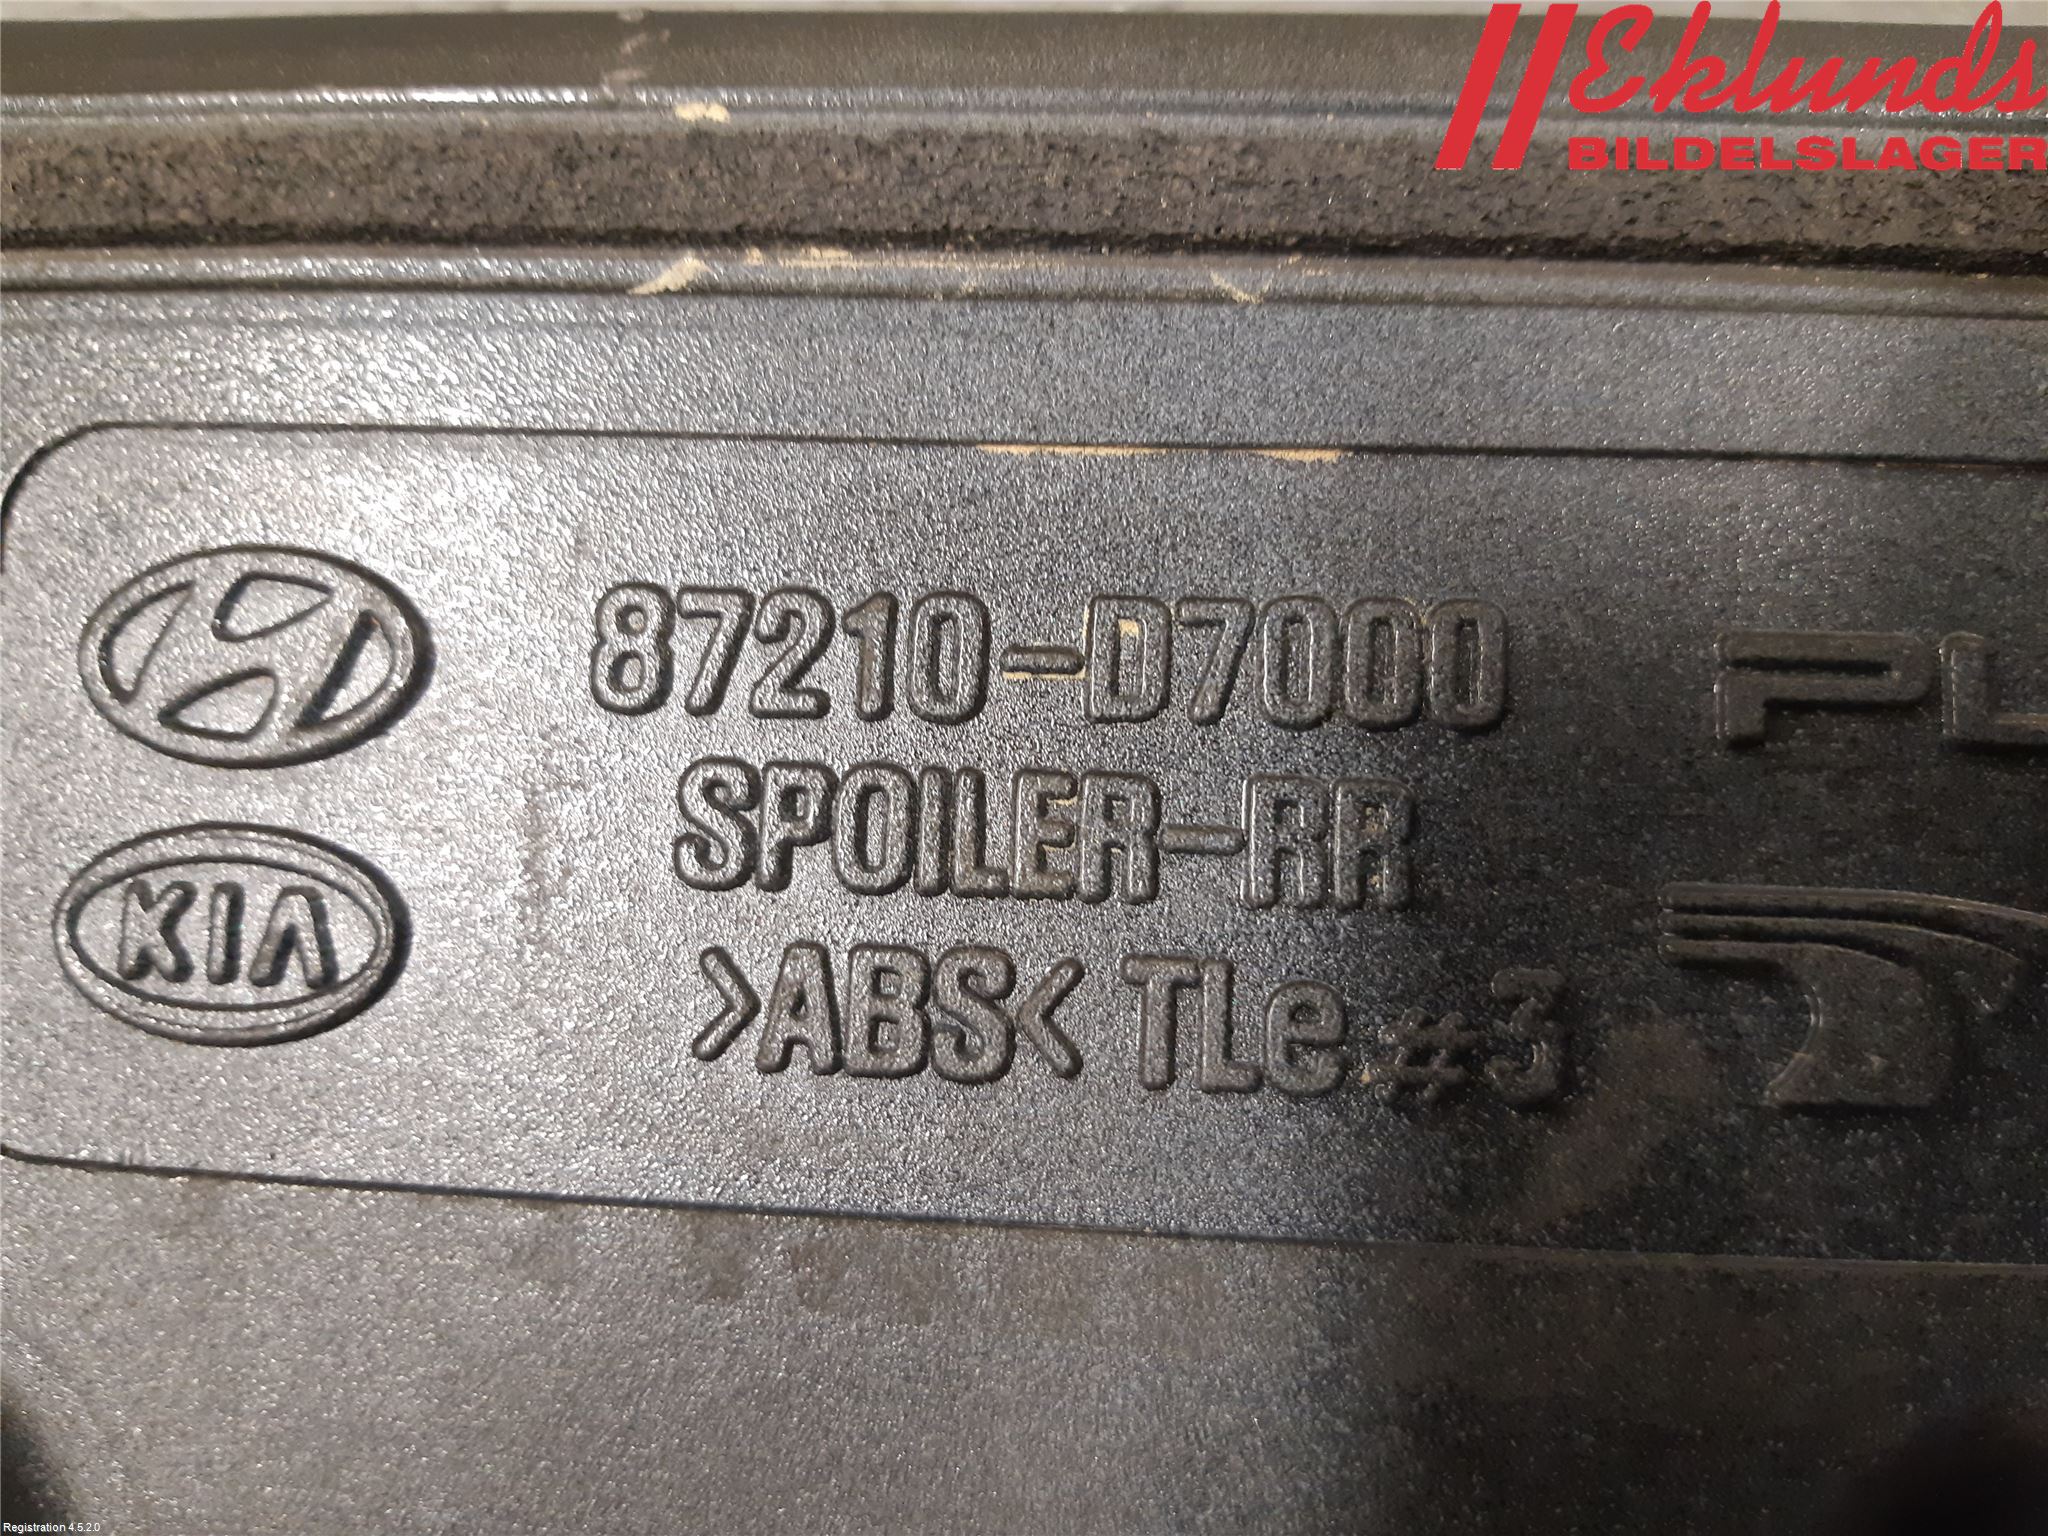 Eklunds
BILDELSLAGER
87210-D7000
SPOILER-RR
>ABS< TLe #3
KIA
Registration 4.5.2.0